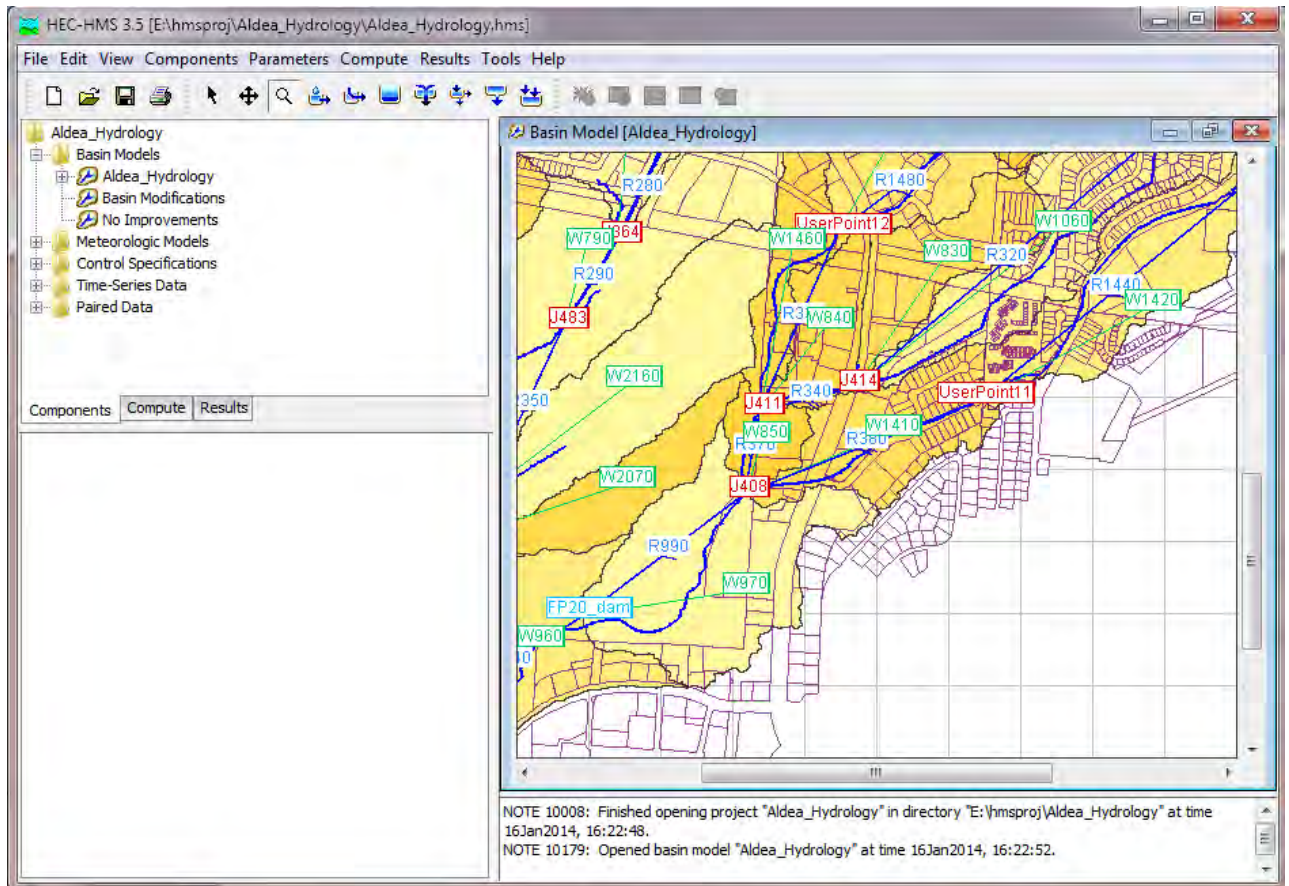 HEC-HMS 3.5 [E:\hmsproj\Aldea_Hydrology\Aldea_Hydrology.hms]
File Edit View Components Parameters Compute Results Tools Help
Aldea_Hydrology
Basin Models
Aldea_Hydrology
Basin Modifications
No Improvements
Meteorologic Models
Control Specifications
Time-Series Data
Paired Data
Components Compute Results
Basin Model [Aldea_Hydrology]
R280
R1480
UserPoint12
W1060
W790
364
W1460
W830
R320
R290
R1440
W1420
J483
W840
W2160
J414
350
R340
UserPoint11
J411
W850
W1410
R370
R380
W2070
J408
R990
W970
FP20_dam
W960
NOTE 10008: Finished opening project "Aldea_Hydrology" in directory "E:\hmsproj\Aldea_Hydrology" at time
16Jan2014, 16:22:48.
NOTE 10179: Opened basin model "Aldea_Hydrology" at time 16Jan2014, 16:22:52.